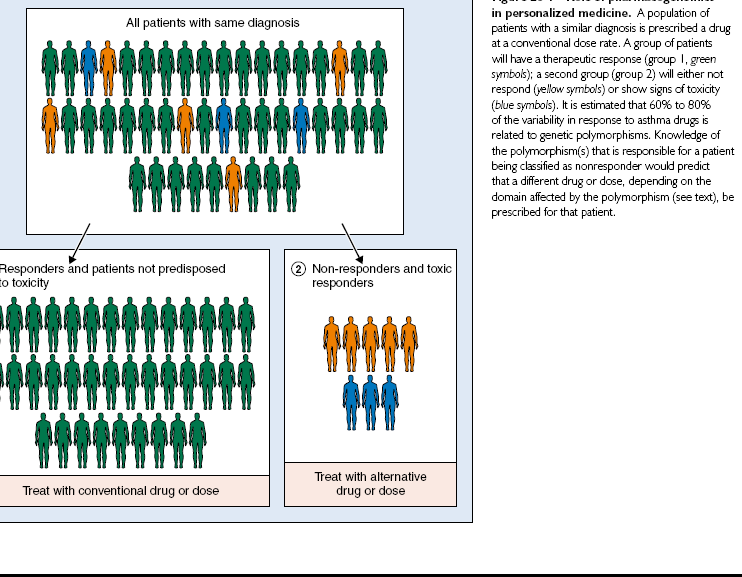 All patients with same diagnosis
Responders and patients not predisposed
to toxicity
2 Non-responders and toxic
responders
Treat with conventional drug or dose
Treat with alternative
drug or dose
in personalized medicine. A population of
patients with a similar diagnosis is prescribed a drug
at a conventional dose rate. A group of patients
will have a therapeutic response (group 1, green
symbols); a second group (group 2) will either not
respond (yellow symbols) or show signs of toxicity
(blue symbols). It is estimated that 60% to 80%
of the variability in response to asthma drugs is
related to genetic polymorphisms. Knowledge of
the polymorphism(s) that is responsible for a patient
being classified as nonresponder would predict
that a different drug or dose, depending on the
domain affected by the polymorphism (see text), be
prescribed for that patient.